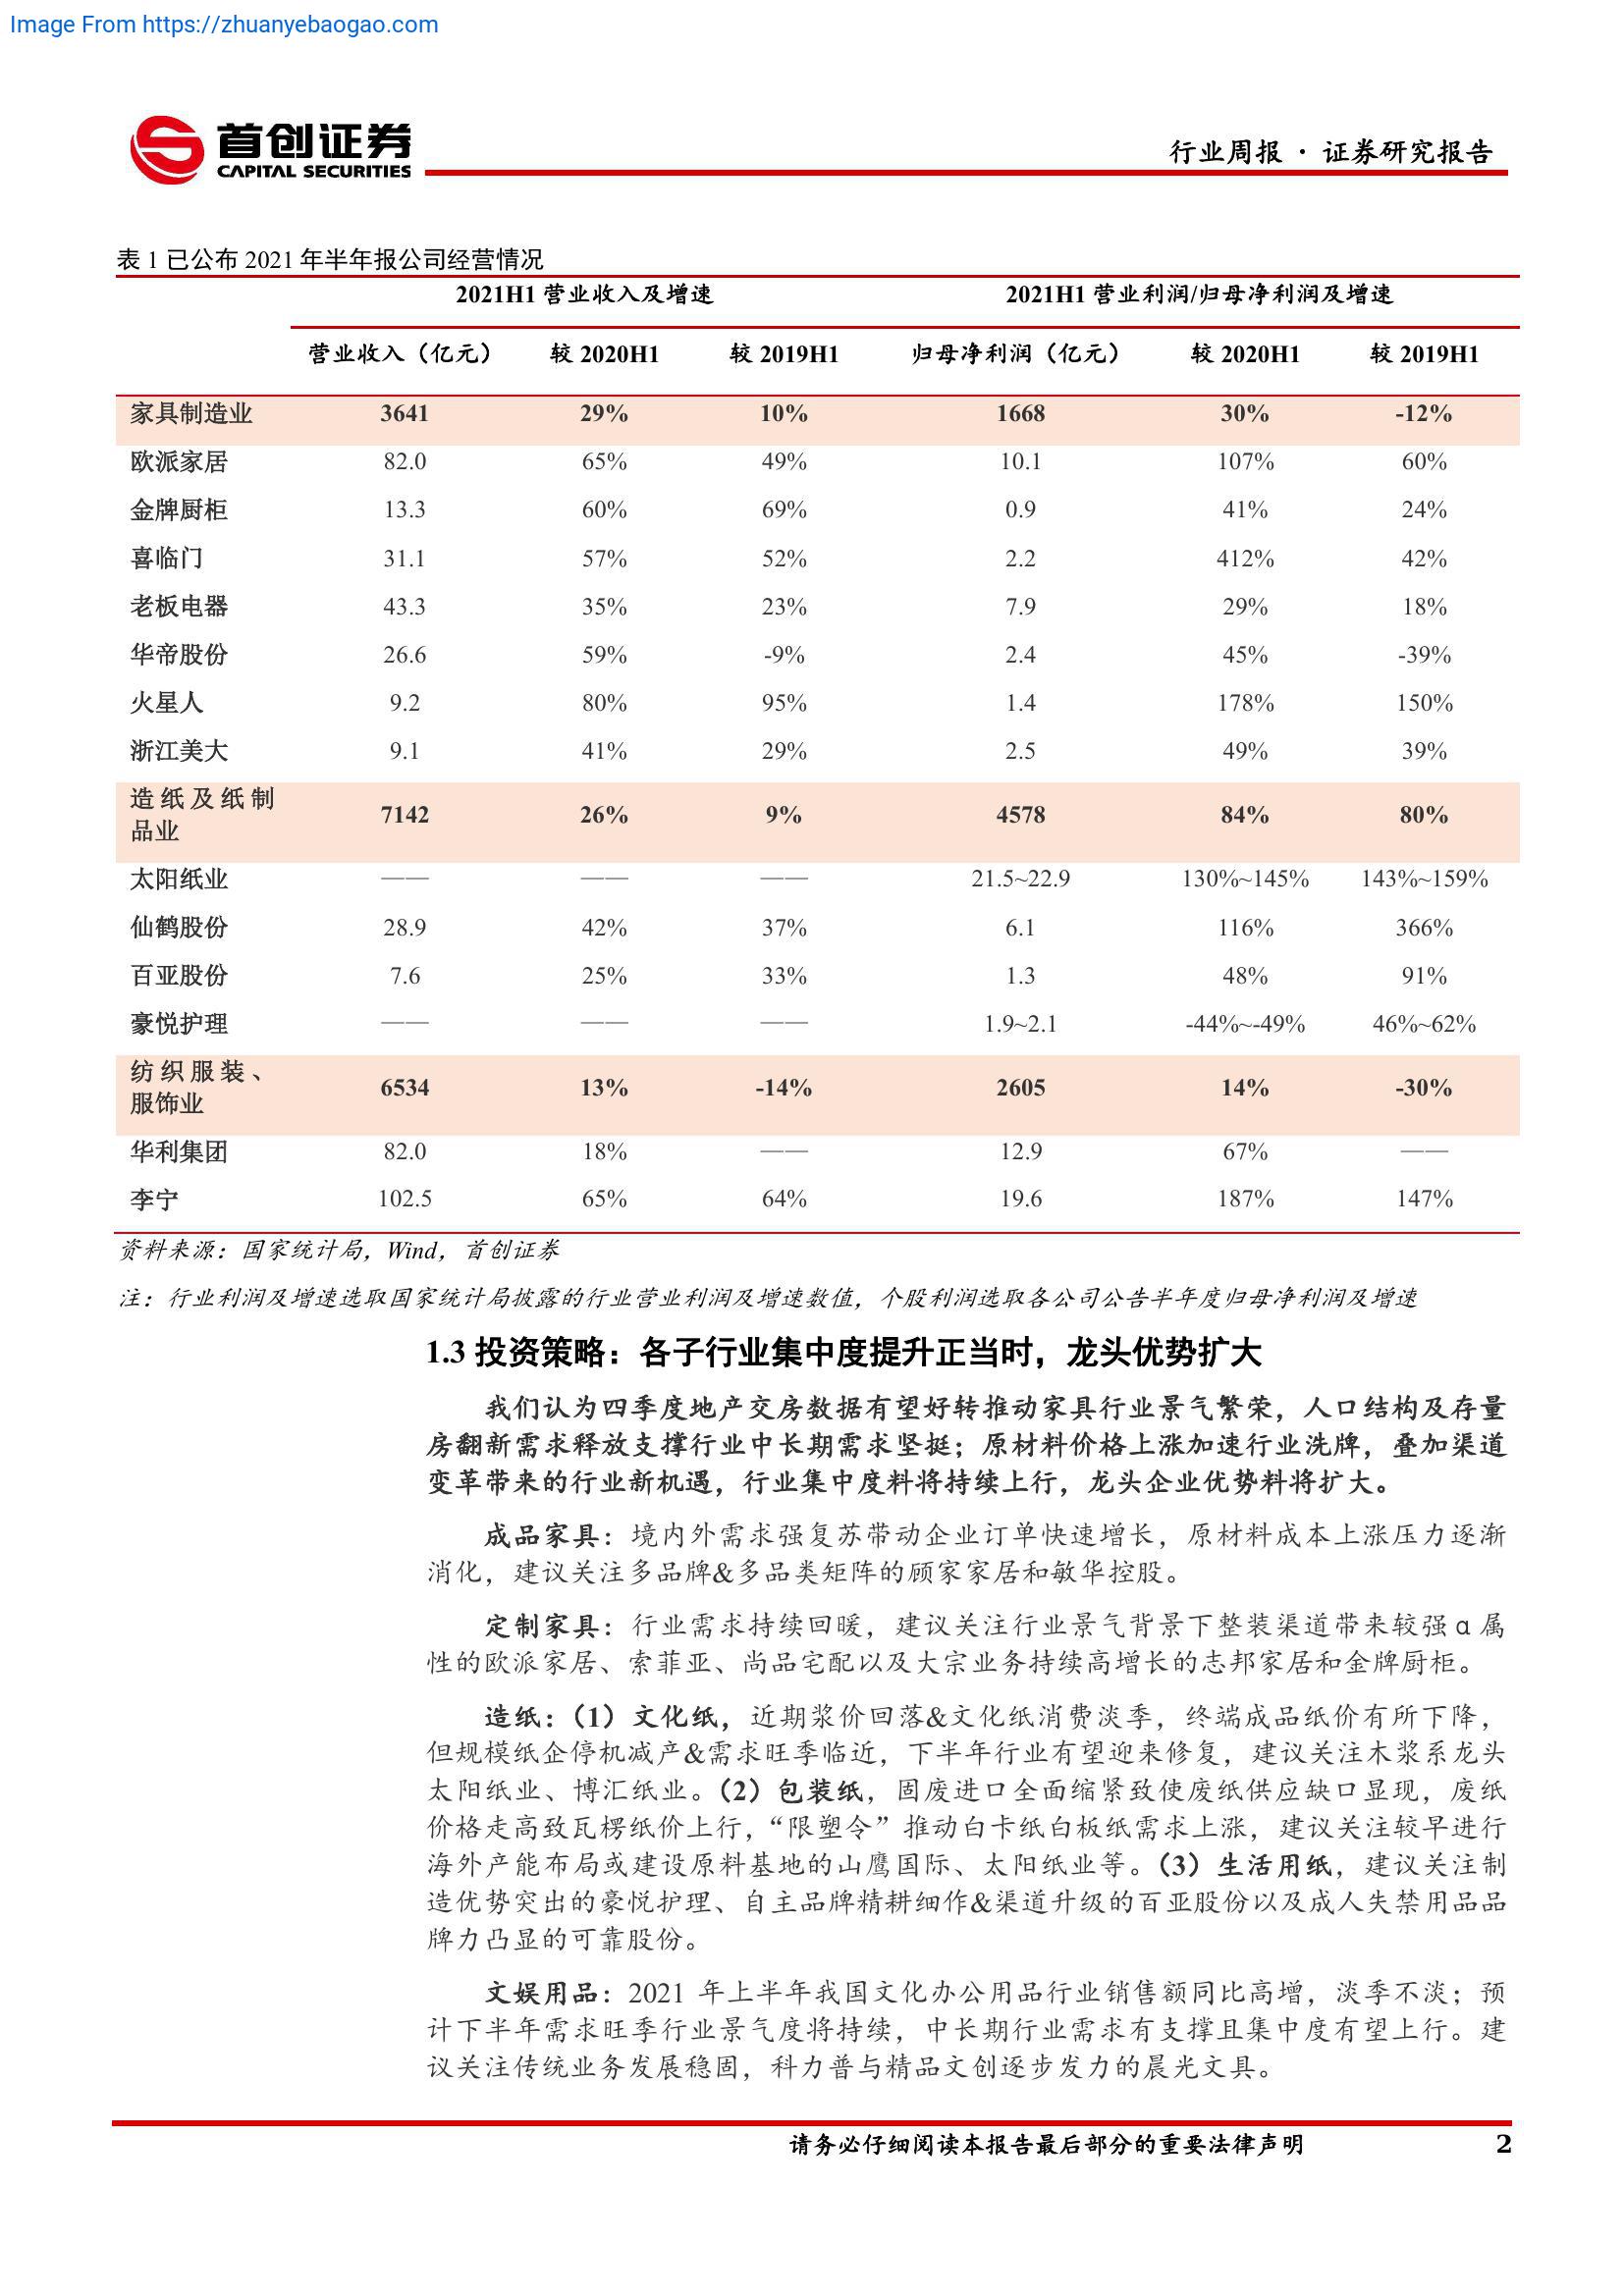 Image From https://zhuanyebaogao.com
首创证券
CAPITAL SECURITIES
行业周报 · 证券研究报告
表 1 已公布 2021 年半年报公司经营情况
2021H1 营业收入及增速 2021H1 营业利润/归母净利润及增速
营业收入（亿元） 较 2020H1 较 2019H1 归母净利润（亿元） 较 2020H1 较 2019H1
家具制造业 3641 29% 10% 1668 30% -12%
欧派家居 82.0 65% 49% 10.1 107% 60%
金牌厨柜 13.3 60% 69% 0.9 41% 24%
喜临门 31.1 57% 52% 2.2 412% 42%
老板电器 43.3 35% 23% 7.9 29% 18%
华帝股份 26.6 59% -9% 2.4 45% -39%
火星人 9.2 80% 95% 1.4 178% 150%
浙江美大 9.1 41% 29% 2.5 49% 39%
造纸及纸制
品业 7142 26% 9% 4578 84% 80%
太阳纸业 —— —— —— 21.5~22.9 130%~145% 143%~159%
仙鹤股份 28.9 42% 37% 6.1 116% 366%
百亚股份 7.6 25% 33% 1.3 48% 91%
豪悦护理 —— —— —— 1.9~2.1 -44%~-49% 46%~62%
纺织服装、
服饰业 6534 13% -14% 2605 14% -30%
华利集团 82.0 18% —— 12.9 67% ——
李宁 102.5 65% 64% 19.6 187% 147%
资料来源：国家统计局，Wind，首创证券
注：行业利润及增速选取国家统计局披露的行业营业利润及增速数值，个股利润选取各公司公告半年度归母净利润及增速
1.3 投资策略：各子行业集中度提升正当时，龙头优势扩大
我们认为四季度地产交房数据有望好转推动家具行业景气繁荣，人口结构及存量
房翻新需求释放支撑行业中长期需求坚挺；原材料价格上涨加速行业洗牌，叠加渠道
变革带来的行业新机遇，行业集中度料将持续上行，龙头企业优势料将扩大。
成品家具：境内外需求强复苏带动企业订单快速增长，原材料成本上涨压力逐渐
消化，建议关注多品牌&多品类矩阵的顾家家居和敏华控股。
定制家具：行业需求持续回暖，建议关注行业景气背景下整装渠道带来较强 α 属
性的欧派家居、索菲亚、尚品宅配以及大宗业务持续高增长的志邦家居和金牌厨柜。
造纸：（1）文化纸，近期浆价回落&文化纸消费淡季，终端成品纸价有所下降，
但规模纸企停机减产&需求旺季临近，下半年行业有望迎来修复，建议关注木浆系龙头
太阳纸业、博汇纸业。（2）包装纸，固废进口全面缩紧致使废纸供应缺口显现，废纸
价格走高致瓦楞纸价上行，“限塑令”推动白卡纸白板纸需求上涨，建议关注较早进行
海外产能布局或建设原料基地的山鹰国际、太阳纸业等。（3）生活用纸，建议关注制
造优势突出的豪悦护理、自主品牌精耕细作&渠道升级的百亚股份以及成人失禁用品品
牌力凸显的可靠股份。
文娱用品：2021 年上半年我国文化办公用品行业销售额同比高增，淡季不淡；预
计下半年需求旺季行业景气度将持续，中长期行业需求有支撑且集中度有望上行。建
议关注传统业务发展稳固，科力普与精品文创逐步发力的晨光文具。
请务必仔细阅读本报告最后部分的重要法律声明 2